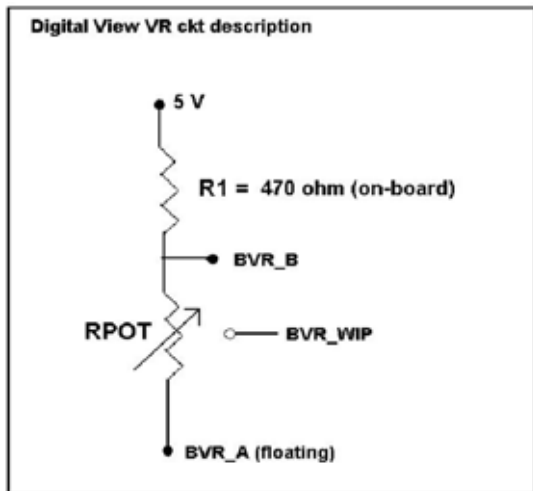 Digital View VR ckt description
5 V
R1 = 470 ohm (on-board)
BVR_B
RPOT
BVR_WIP
BVR_A (floating)